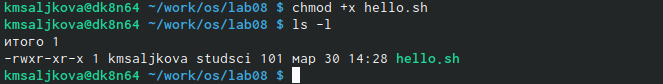 kmsaljkova@dk8n64 ~/work/os/lab08 $ chmod +x hello.sh
kmsaljkova@dk8n64 ~/work/os/lab08 $ ls -l
итого 1
-rwxr-xr-x 1 kmsaljkova studsci 101 мар 30 14:28 hello.sh
kmsaljkova@dk8n64 ~/work/os/lab08 $